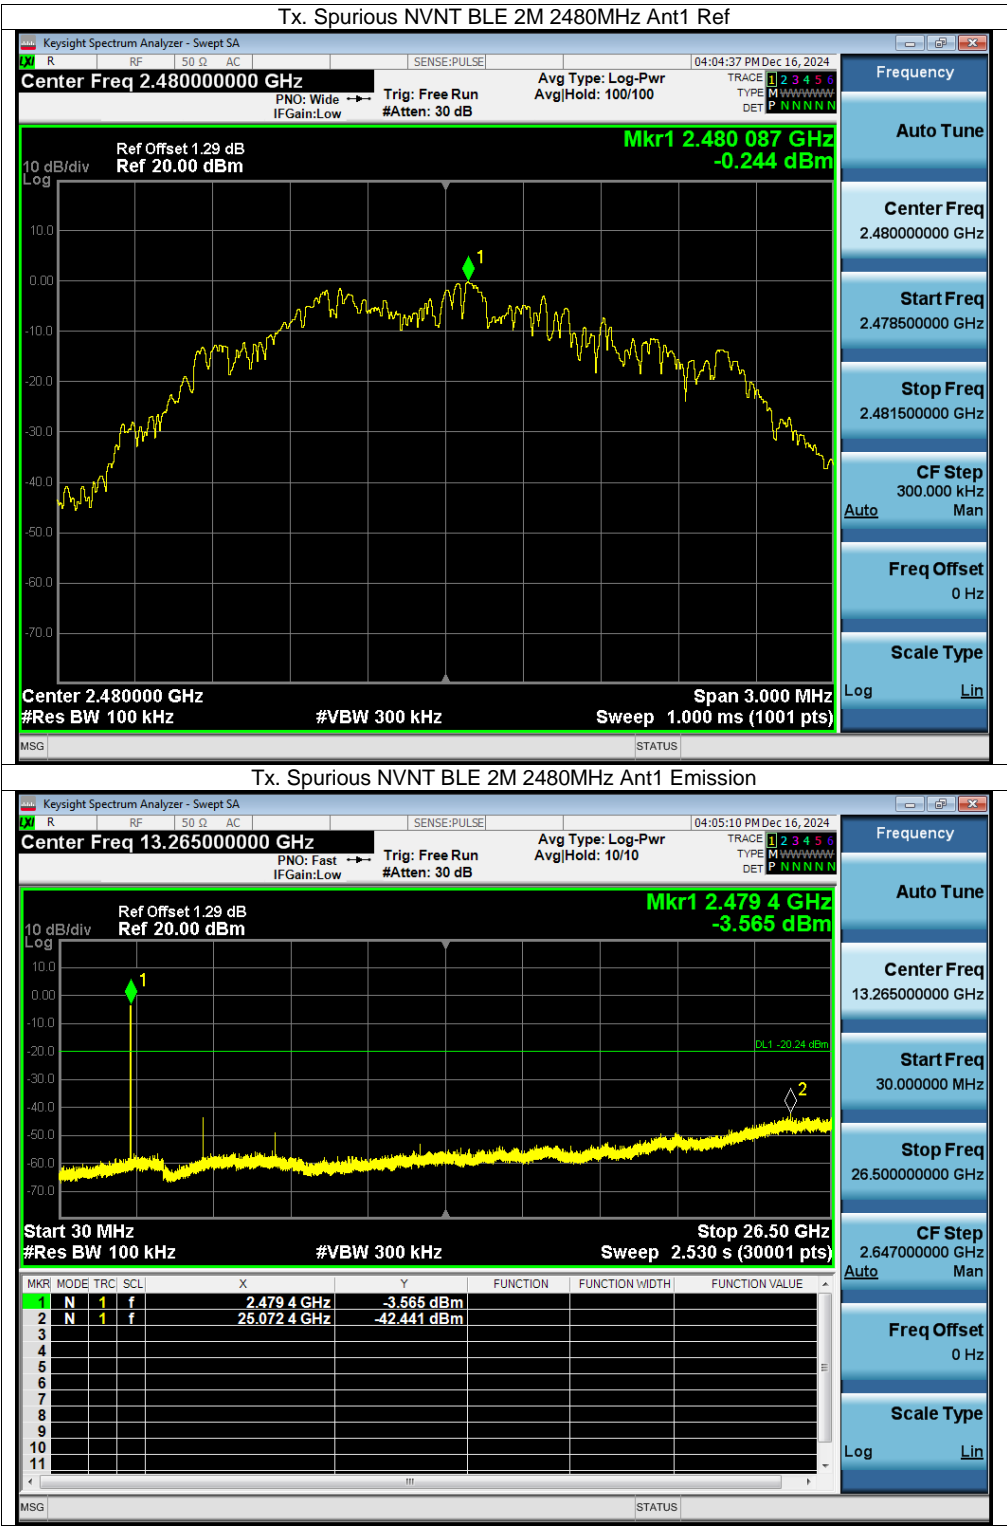 Tx. Spurious NVNT BLE 2M 2480MHz Ant1 Ref
Keysight Spectrum Analyzer - Swept SA
LXI R RF 50 Ω AC SENSE:PULSE 04:04:37 PM Dec 16, 2024
Center Freq 2.480000000 GHz
PNO: Wide
IFGain:Low
Trig: Free Run
#Atten: 30 dB
Avg Type: Log-Pwr
Avg|Hold: 100/100
TRACE 1 2 3 4 5 6
TYPE M WWWWW
DET P N N N N N
Frequency
Mkr1 2.480 087 GHz
-0.244 dBm
Ref Offset 1.29 dB
10 dB/div Ref 20.00 dBm
Log
10.0
0.00
-10.0
-20.0
-30.0
-40.0
-50.0
-60.0
-70.0
1
Center 2.480000 GHz Span 3.000 MHz
#Res BW 100 kHz #VBW 300 kHz Sweep 1.000 ms (1001 pts)
MSG STATUS
Auto Tune
Center Freq
2.480000000 GHz
Start Freq
2.478500000 GHz
Stop Freq
2.481500000 GHz
CF Step
300.000 kHz
Auto Man
Freq Offset
0 Hz
Scale Type
Log Lin
Tx. Spurious NVNT BLE 2M 2480MHz Ant1 Emission
Keysight Spectrum Analyzer - Swept SA
LXI R RF 50 Ω AC SENSE:PULSE 04:05:10 PM Dec 16, 2024
Center Freq 13.265000000 GHz
PNO: Fast
IFGain:Low
Trig: Free Run
#Atten: 30 dB
Avg Type: Log-Pwr
Avg|Hold: 10/10
TRACE 1 2 3 4 5 6
TYPE M WWWWW
DET P N N N N N
Frequency
Mkr1 2.479 4 GHz
-3.565 dBm
Ref Offset 1.29 dB
10 dB/div Ref 20.00 dBm
Log
10.0
0.00
-10.0
-20.0
-30.0
-40.0
-50.0
-60.0
-70.0
1
DL1 -20.24 dBm
2
Start 30 MHz Stop 26.50 GHz
#Res BW 100 kHz #VBW 300 kHz Sweep 2.530 s (30001 pts)
MKR MODE TRC SCL X Y FUNCTION FUNCTION WIDTH FUNCTION VALUE
1 N 1 f 2.479 4 GHz -3.565 dBm
2 N 1 f 25.072 4 GHz -42.441 dBm
3
4
5
6
7
8
9
10
11
MSG STATUS
Auto Tune
Center Freq
13.265000000 GHz
Start Freq
30.000000 MHz
Stop Freq
26.500000000 GHz
CF Step
2.647000000 GHz
Auto Man
Freq Offset
0 Hz
Scale Type
Log Lin